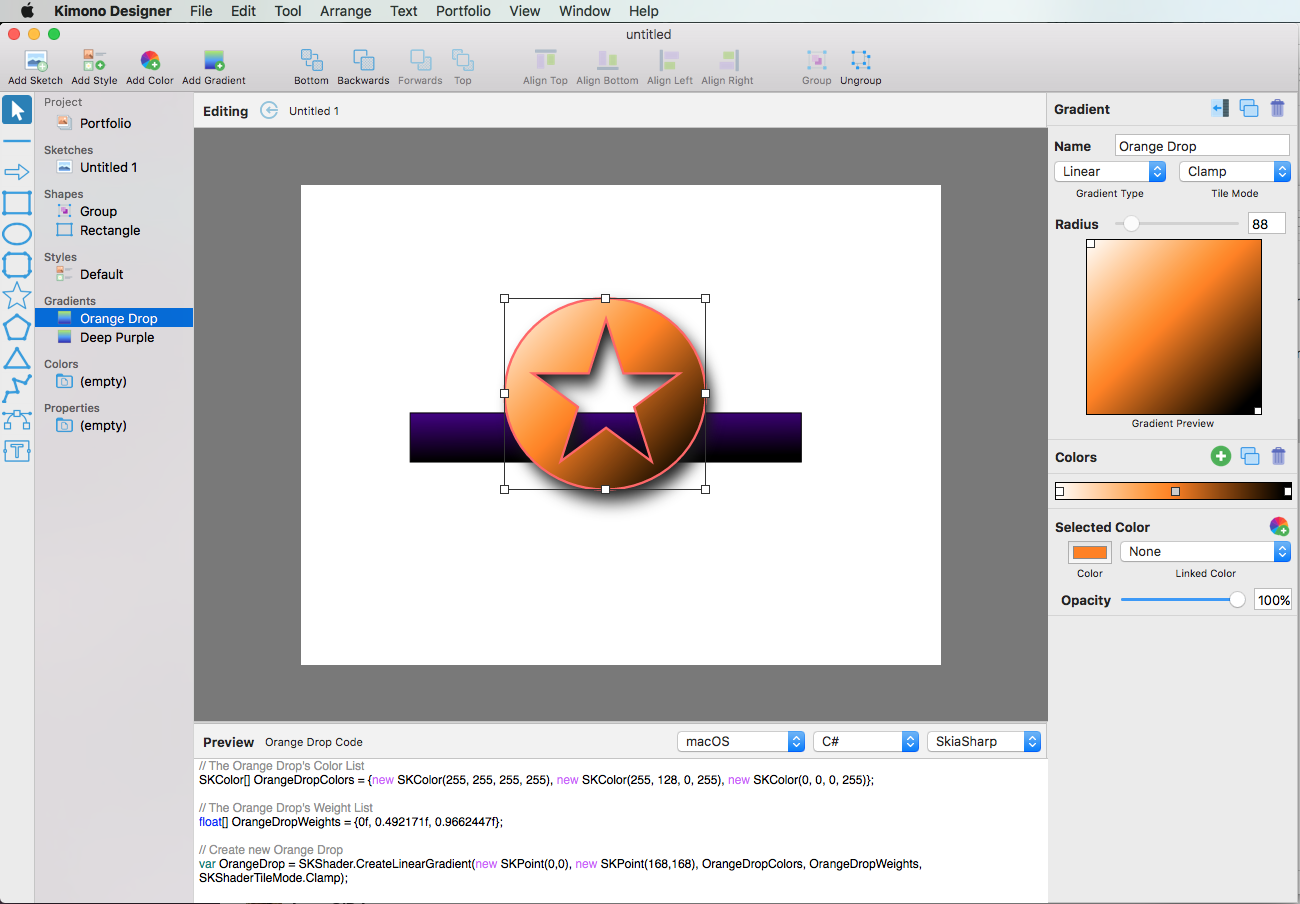 Kimono Designer File Edit Tool Arrange Text Portfolio View Window Help
untitled
Add Sketch Add Style Add Color Add Gradient Bottom Backwards Forwards Top Align Top Align Bottom Align Left Align Right Group Ungroup
Project
Portfolio
Sketches
Untitled 1
Shapes
Group
Rectangle
Styles
Default
Gradients
Orange Drop
Deep Purple
Colors
(empty)
Properties
(empty)
Editing Untitled 1
Gradient
Name Orange Drop
Linear Clamp
Gradient Type Tile Mode
Radius 88
Gradient Preview
Colors
Selected Color
None
Color Linked Color
Opacity 100%
Preview Orange Drop Code macOS C# SkiaSharp
// The Orange Drop's Color List
SKColor[] OrangeDropColors = {new SKColor(255, 255, 255, 255), new SKColor(255, 128, 0, 255), new SKColor(0, 0, 0, 255)};
// The Orange Drop's Weight List
float[] OrangeDropWeights = {0f, 0.492171f, 0.9662447f};
// Create new Orange Drop
var OrangeDrop = SKShader.CreateLinearGradient(new SKPoint(0,0), new SKPoint(168,168), OrangeDropColors, OrangeDropWeights,
SKShaderTileMode.Clamp);